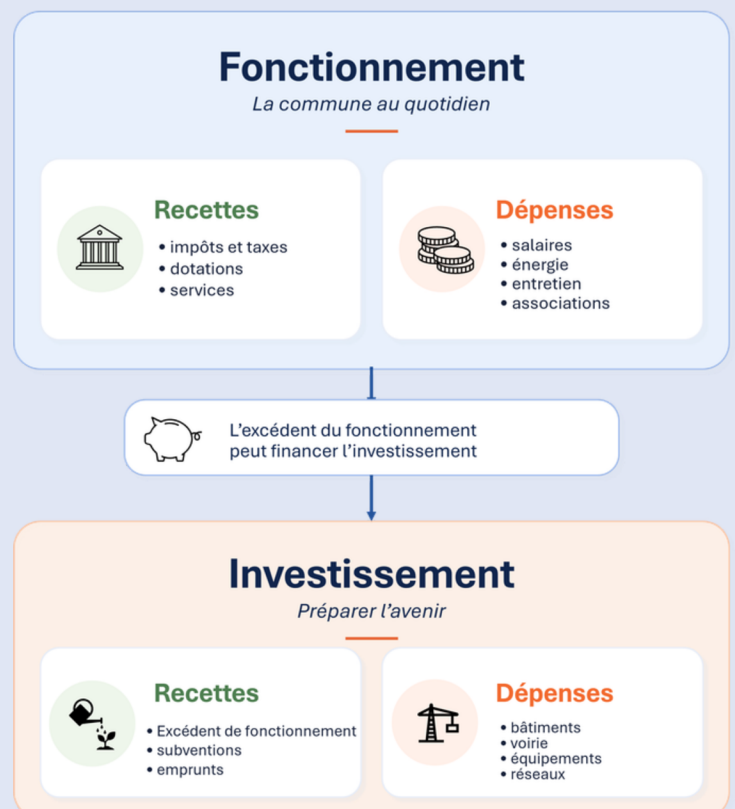 Fonctionnement
La commune au quotidien
Recettes
• impôts et taxes
• dotations
• services
Dépenses
• salaires
• énergie
• entretien
• associations
L’excédent du fonctionnement
peut financer l’investissement
Investissement
Préparer l’avenir
Recettes
• Excédent de fonctionnement
• subventions
• emprunts
Dépenses
• bâtiments
• voirie
• équipements
• réseaux